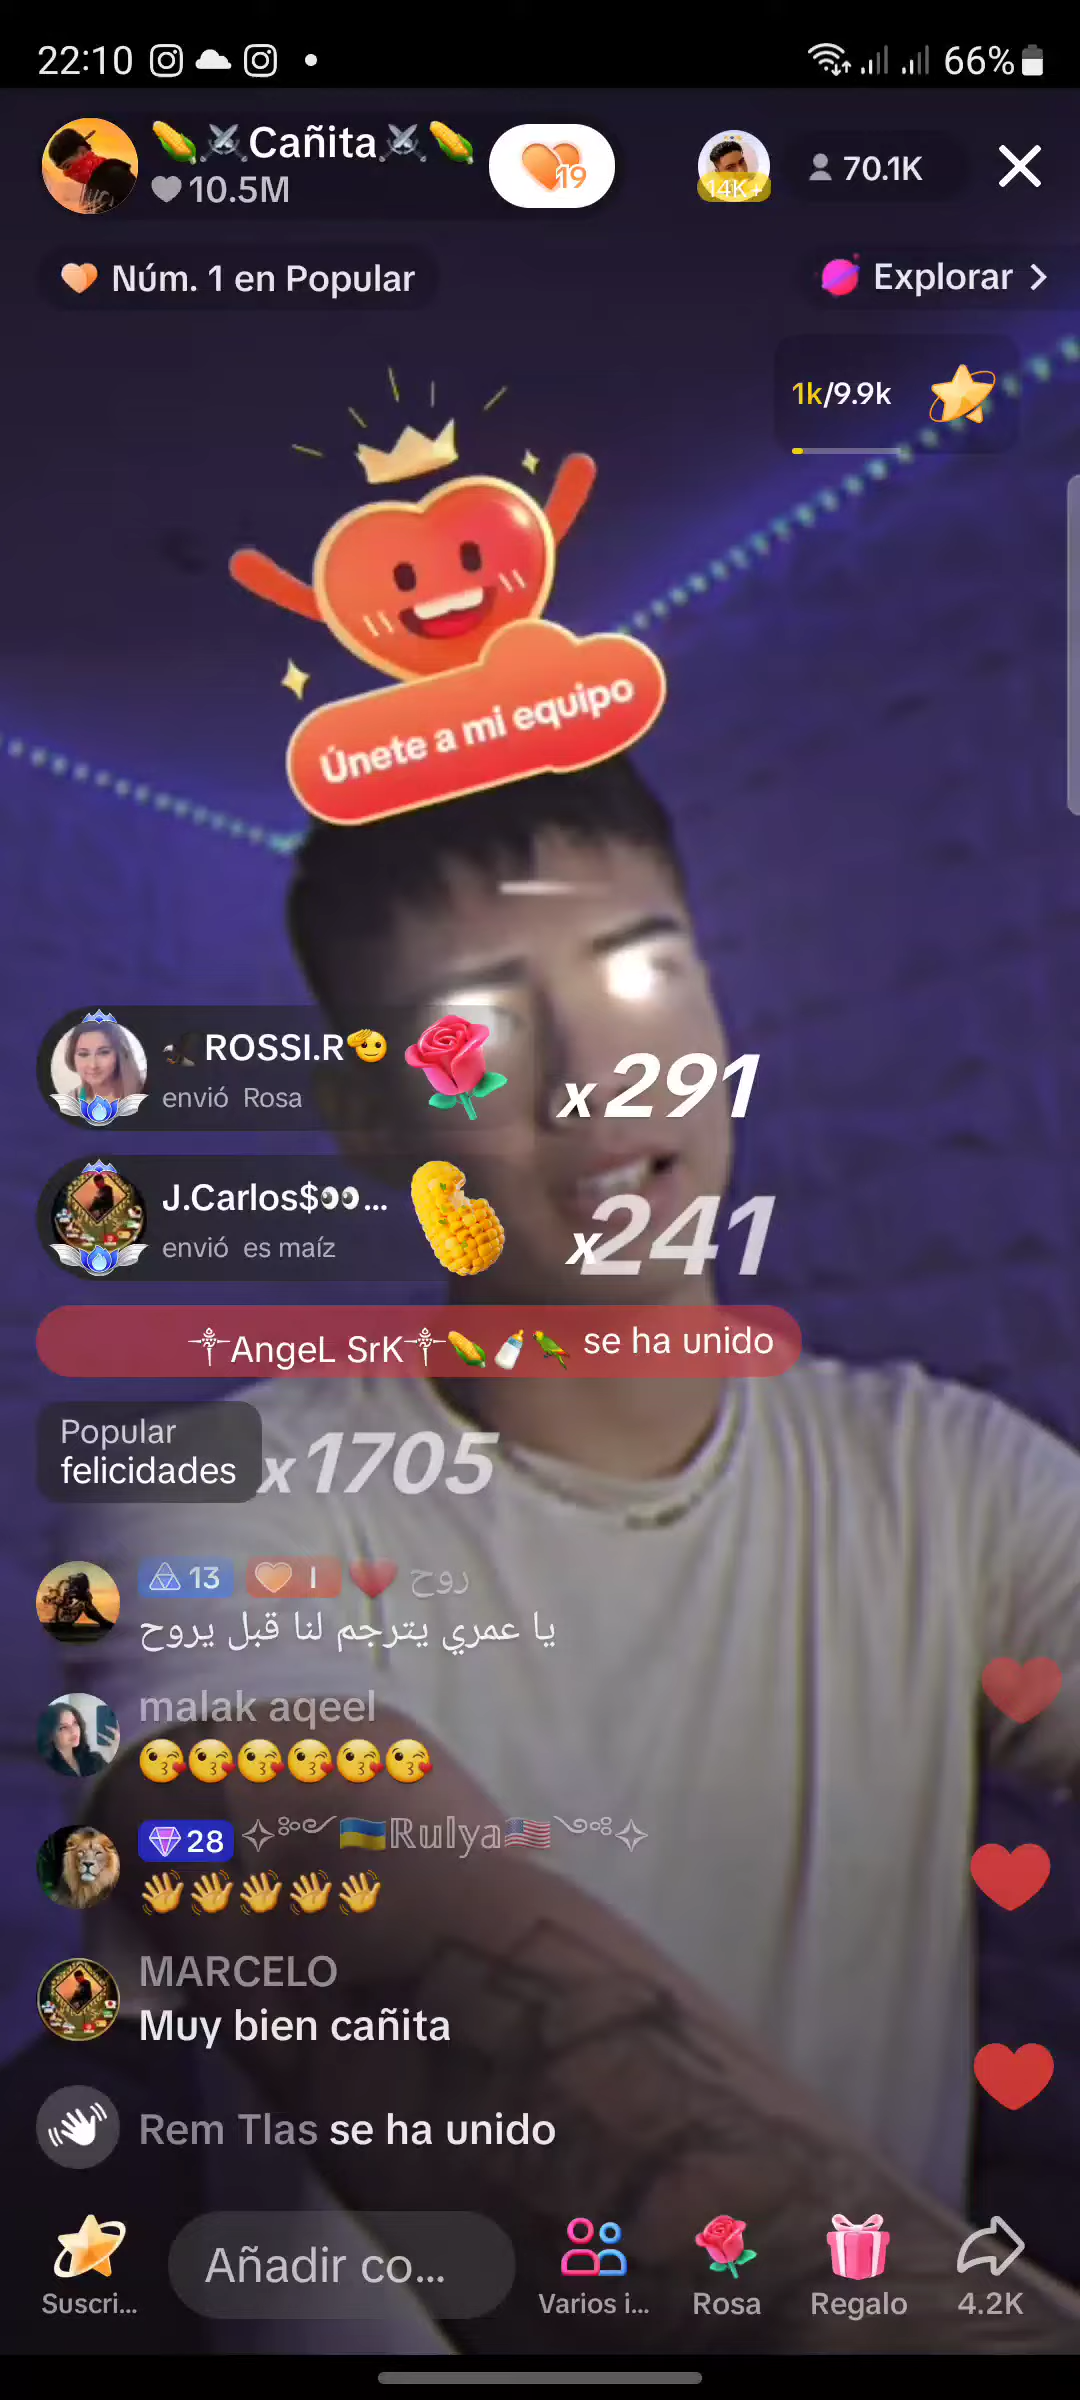 22:10
66%
🌽⚔️Cañita⚔️🌽
10.5M
19
14K+
70.1K
Núm. 1 en Popular
Explorar
1k/9.9k
Únete a mi equipo
ROSSI.R🫡
envió Rosa
x291
J.Carlos$👀...
envió es maíz
x241
༒AngeL SrK༒🌽🍼🦜 se ha unido
Popular
felicidades
x1705
13 I ❤️ روح
يا عمري يترجم لنا قبل يروح
malak aqeel
😘😘😘😘😘😘
28 ✧༺🇺🇦ℝ𝕦𝕝𝕪𝕒🇺🇸༻✧
👋👋👋👋👋
MARCELO
Muy bien cañita
Rem Tlas se ha unido
Añadir co...
Suscri...
Varios i...
Rosa
Regalo
4.2K